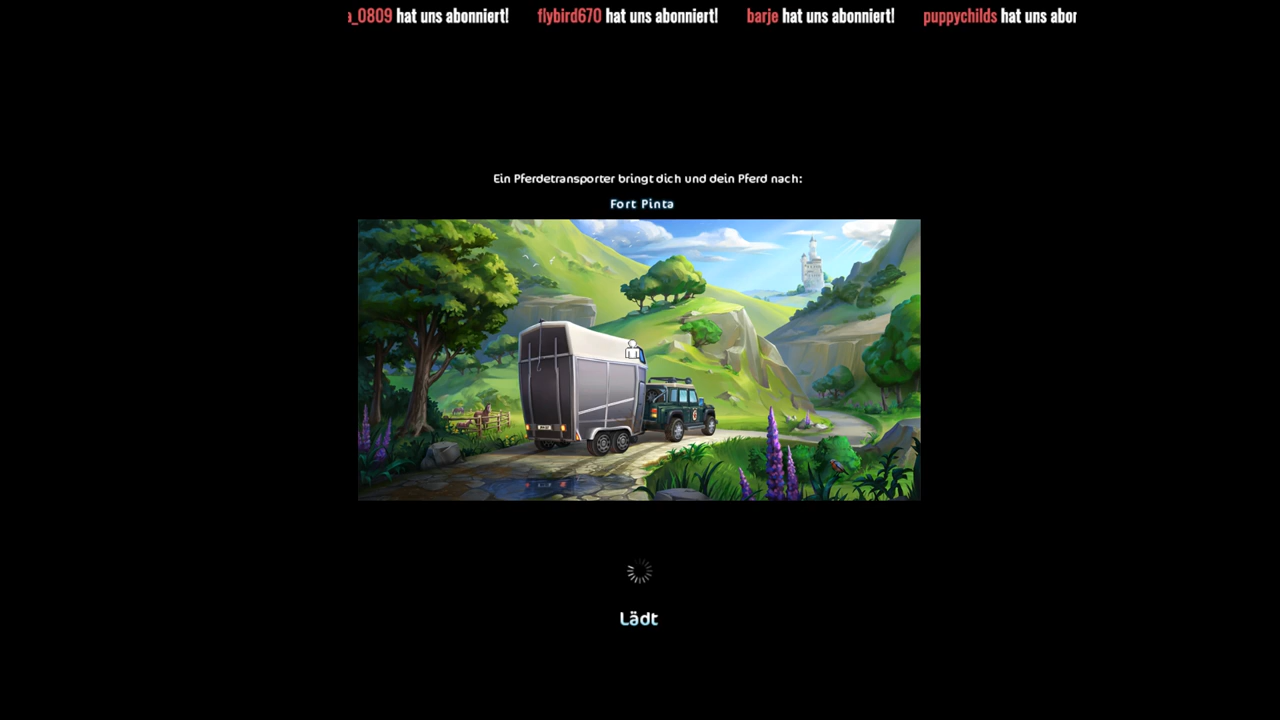 _0809 hat uns abonniert! flybird670 hat uns abonniert! barje hat uns abonniert! puppychilds hat uns
Ein Pferdetransporter bringt dich und dein Pferd nach:
Fort Pinta
Lädt